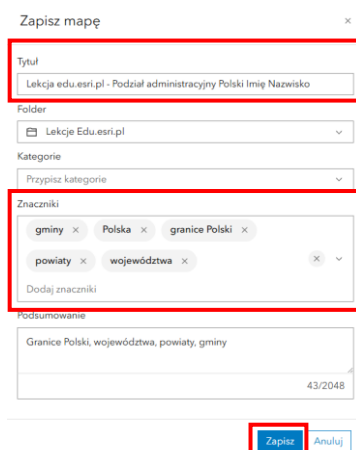 Zapisz mapę ×
Tytuł
Lekcja edu.esri.pl - Podział administracyjny Polski Imię Nazwisko
Folder
Lekcje Edu.esri.pl
Kategorie
Przypisz kategorie
Znaczniki
gminy × Polska × granice Polski ×
powiaty × województwa × ×
Dodaj znaczniki
Podsumowanie
Granice Polski, województwa, powiaty, gminy
43/2048
Zapisz Anuluj